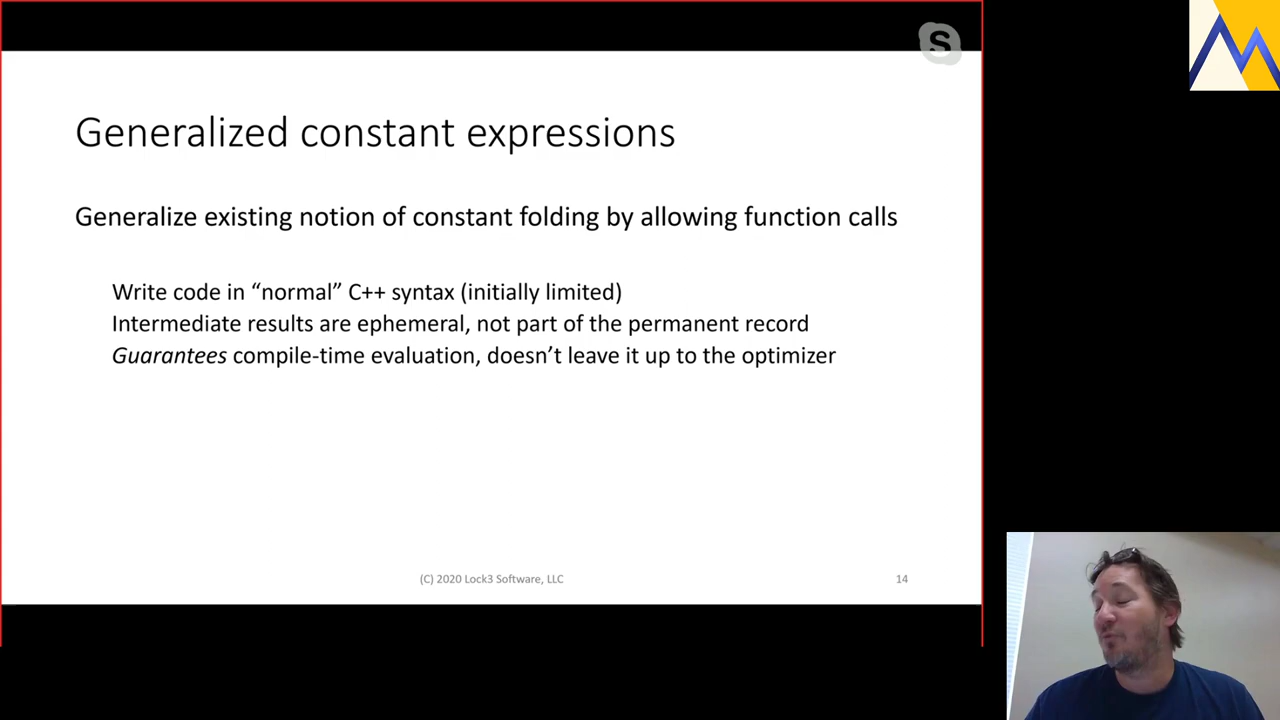 S
Generalized constant expressions
Generalize existing notion of constant folding by allowing function calls
Write code in “normal” C++ syntax (initially limited)
Intermediate results are ephemeral, not part of the permanent record
Guarantees compile-time evaluation, doesn’t leave it up to the optimizer
(C) 2020 Lock3 Software, LLC
14